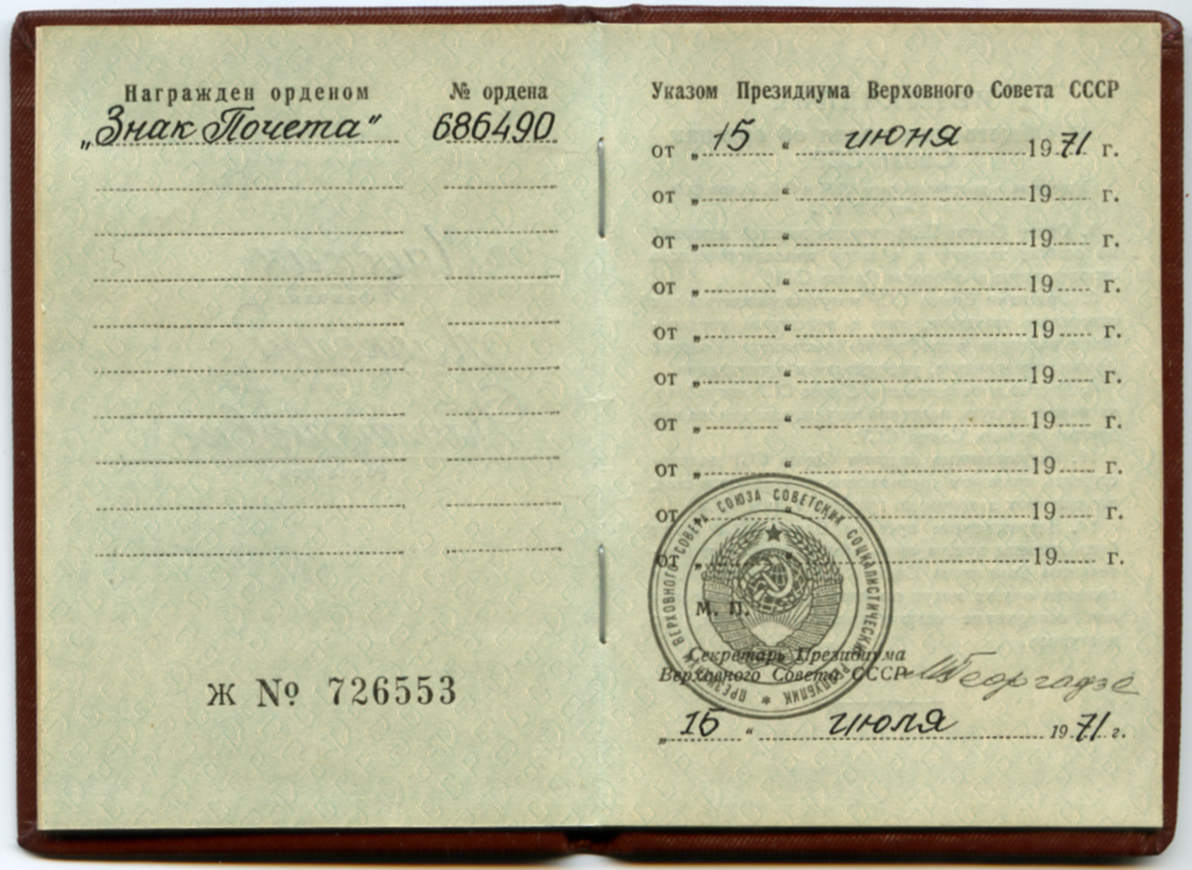 Награжден орденом
№ ордена
„Знак Почета“
686490
Ж № 726553
Указом Президиума Верховного Совета СССР
от „ 15 “ июня 1971 г.
от „ “ 19 г.
от „ “ 19 г.
от „ “ 19 г.
от „ “ 19 г.
от „ “ 19 г.
от „ “ 19 г.
от „ “ 19 г.
от „ “ 19 г.
от „ “ 19 г.
ПРЕЗИДИУМ ВЕРХОВНОГО СОВЕТА СОЮЗА СОВЕТСКИХ СОЦИАЛИСТИЧЕСКИХ РЕСПУБЛИК
М. П.
Секретарь Президиума
Верховного Совета СССР
МГеоргадзе
„ 15 “ июля 1971 г.